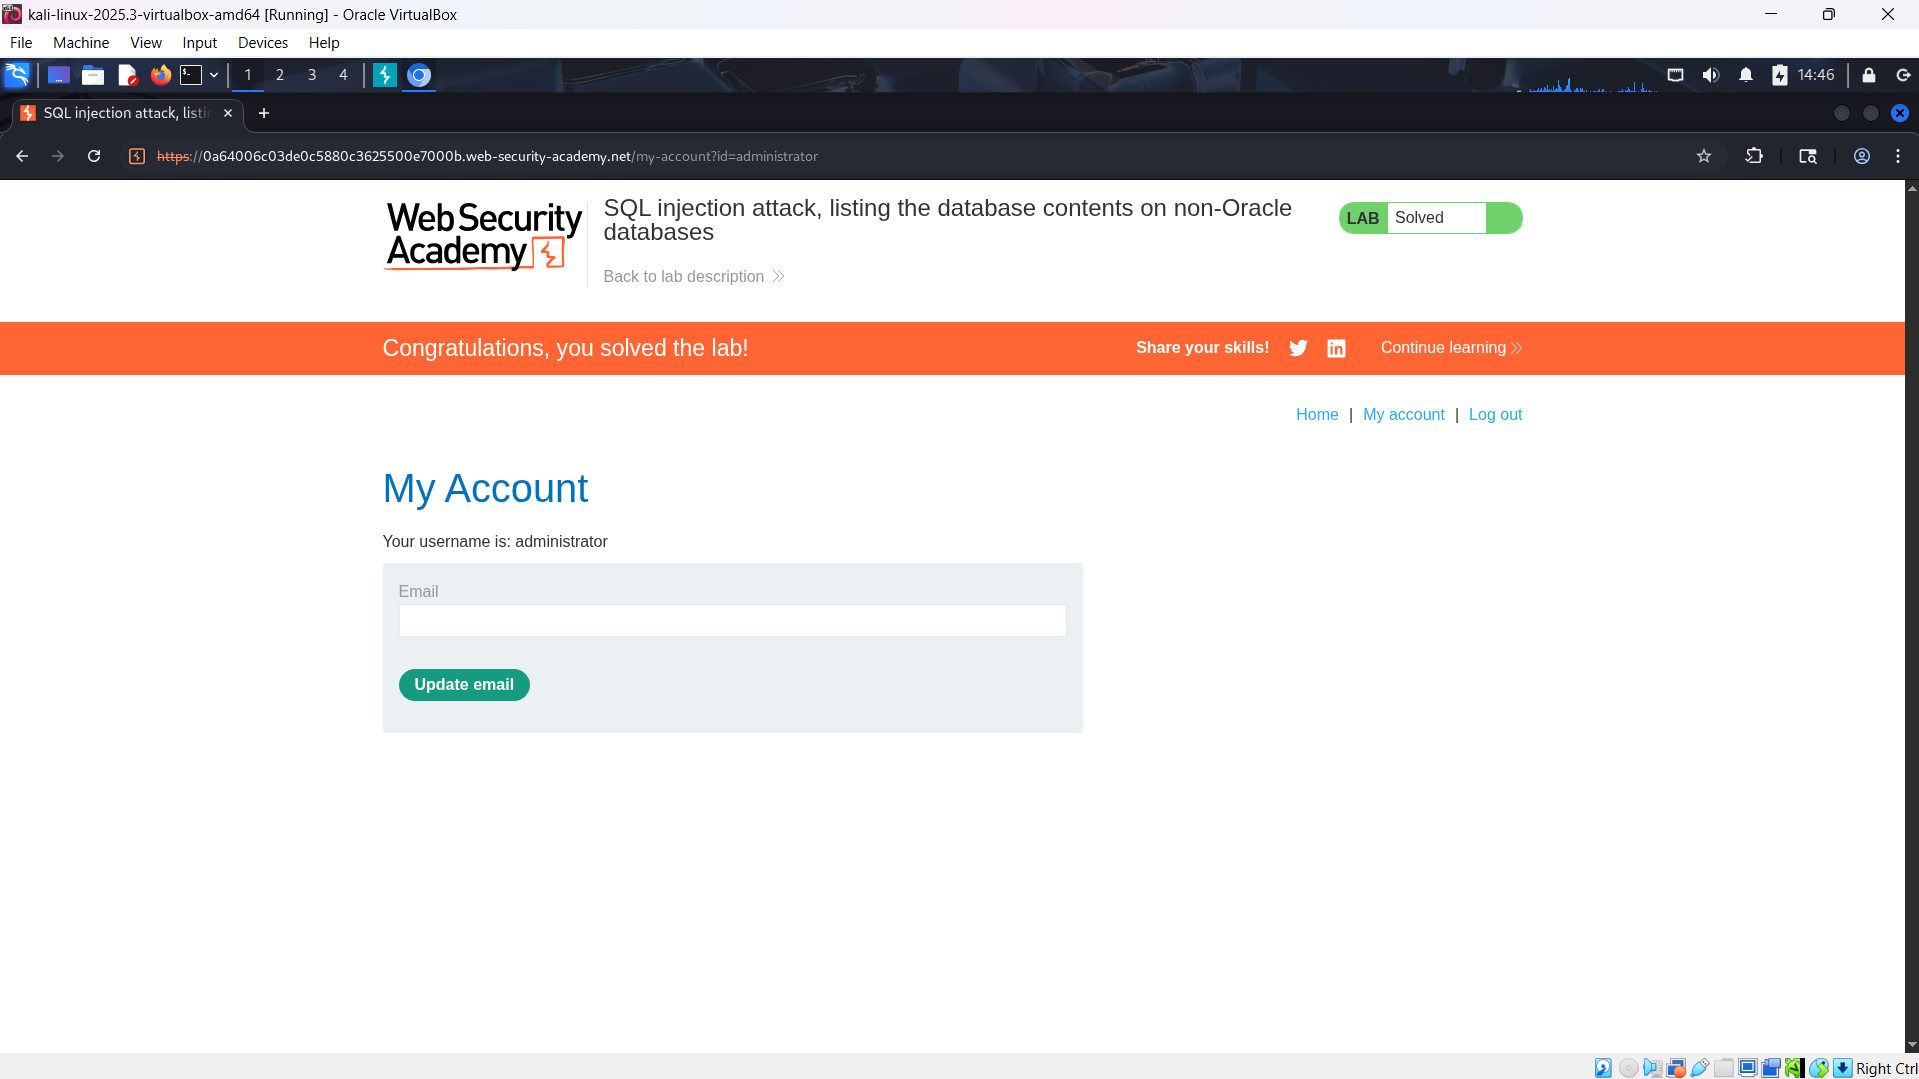 kali-linux-2025.3-virtualbox-amd64 [Running] - Oracle VirtualBox
File Machine View Input Devices Help
1 2 3 4
14:46
SQL injection attack, listi
https://0a64006c03de0c5880c3625500e7000b.web-security-academy.net/my-account?id=administrator
Web Security
Academy
SQL injection attack, listing the database contents on non-Oracle
databases
LAB Solved
Back to lab description
Congratulations, you solved the lab!
Share your skills!
Continue learning
Home | My account | Log out
My Account
Your username is: administrator
Email
Update email
Right Ctrl